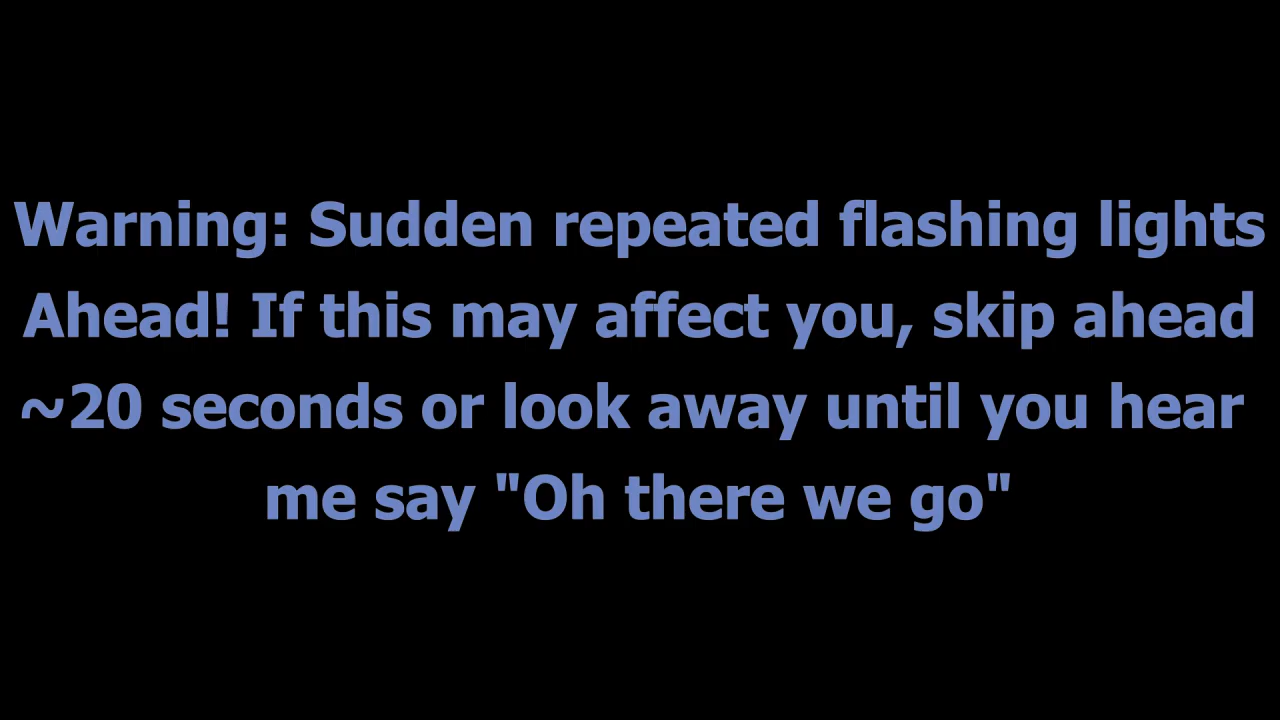 Warning: Sudden repeated flashing lights
Ahead! If this may affect you, skip ahead
~20 seconds or look away until you hear
me say "Oh there we go"